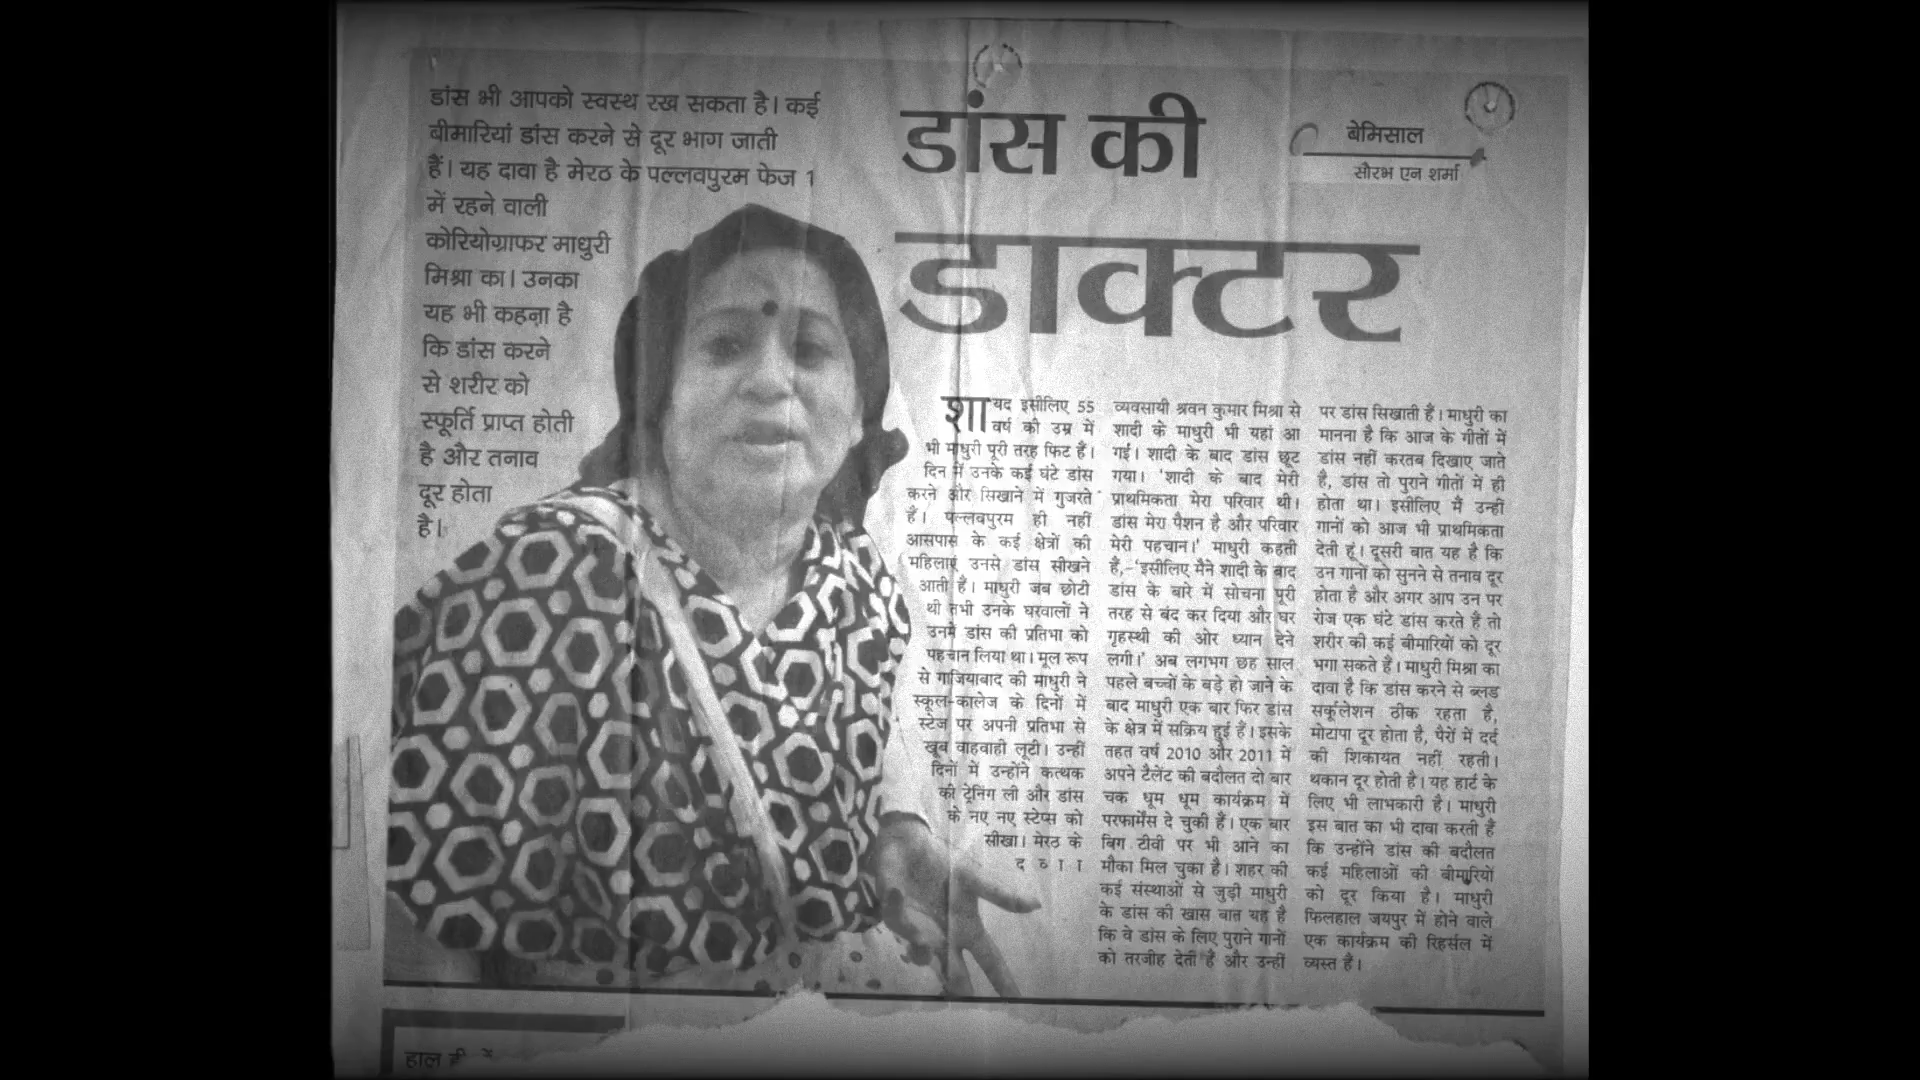 डांस भी आपको स्वस्थ रख सकता है। कई
बीमारियां डांस करने से दूर भाग जाती
हैं। यह दावा है मेरठ के पल्लवपुरम फेज 1
में रहने वाली
कोरियोग्राफर माधुरी
मिश्रा का। उनका
यह भी कहना है
कि डांस करने
से शरीर को
स्फूर्ति प्राप्त होती
है और तनाव
दूर होता
है।
डांस की
डाक्टर
बेमिसाल
सौरभ एन शर्मा
शायद इसीलिए 55
वर्ष की उम्र में
भी माधुरी पूरी तरह फिट हैं।
दिन में उनके कई घंटे डांस
करने और सिखाने में गुजरते
हैं। पल्लवपुरम ही नहीं
आसपास के कई क्षेत्रों की
महिलाएं उनसे डांस सीखने
आती हैं। माधुरी जब छोटी
थी तभी उनके घरवालों ने
उनमें डांस की प्रतिभा को
पहचान लिया था। मूल रूप
से गाजियाबाद की माधुरी ने
स्कूल-कालेज के दिनों में
स्टेज पर अपनी प्रतिभा से
खूब वाहवाही लूटी। उन्हीं
दिनों में उन्होंने कत्थक
की ट्रेनिंग ली और डांस
के नए नए स्टेप्स को
सीखा। मेरठ के
व्यवसायी श्रवन कुमार मिश्रा से
शादी के माधुरी भी यहां आ
गईं। शादी के बाद डांस छूट
गया। 'शादी के बाद मेरी
प्राथमिकता मेरा परिवार थी।
डांस मेरा पैशन है और परिवार
मेरी पहचान।' माधुरी कहती
हैं,-'इसीलिए मैने शादी के बाद
डांस के बारे में सोचना पूरी
तरह से बंद कर दिया और घर
गृहस्थी की ओर ध्यान देने
लगी।' अब लगभग छह साल
पहले बच्चों के बड़े हो जाने के
बाद माधुरी एक बार फिर डांस
के क्षेत्र में सक्रिय हुई हैं। इसके
तहत वर्ष 2010 और 2011 में
अपने टैलेंट की बदौलत दो बार
चक धूम धूम कार्यक्रम में
परफार्मेंस दे चुकी हैं। एक बार
बिग टीवी पर भी आने का
मौका मिल चुका है। शहर की
कई संस्थाओं से जुड़ी माधुरी
के डांस की खास बात यह है
कि वे डांस के लिए पुराने गानों
को तरजीह देती हैं और उन्हीं
पर डांस सिखाती हैं। माधुरी का
मानना है कि आज के गीतों में
डांस नहीं करतब दिखाए जाते
है, डांस तो पुराने गीतों में ही
होता था। इसीलिए मैं उन्हीं
गानों को आज भी प्राथमिकता
देती हूं। दूसरी बात यह है कि
उन गानों को सुनने से तनाव दूर
होता है और अगर आप उन पर
रोज एक घंटे डांस करते हैं तो
शरीर की कई बीमारियों को दूर
भगा सकते हैं। माधुरी मिश्रा का
दावा है कि डांस करने से ब्लड
सर्कूलेशन ठीक रहता है,
मोटापा दूर होता है, पैरों में दर्द
की शिकायत नहीं रहती।
थकान दूर होती है। यह हार्ट के
लिए भी लाभकारी है। माधुरी
इस बात का भी दावा करती हैं
कि उन्होंने डांस की बदौलत
कई महिलाओं की बीमारियों
को दूर किया है। माधुरी
फिलहाल जयपुर में होने वाले
एक कार्यक्रम की रिहर्सल में
व्यस्त हैं।
हाल ही